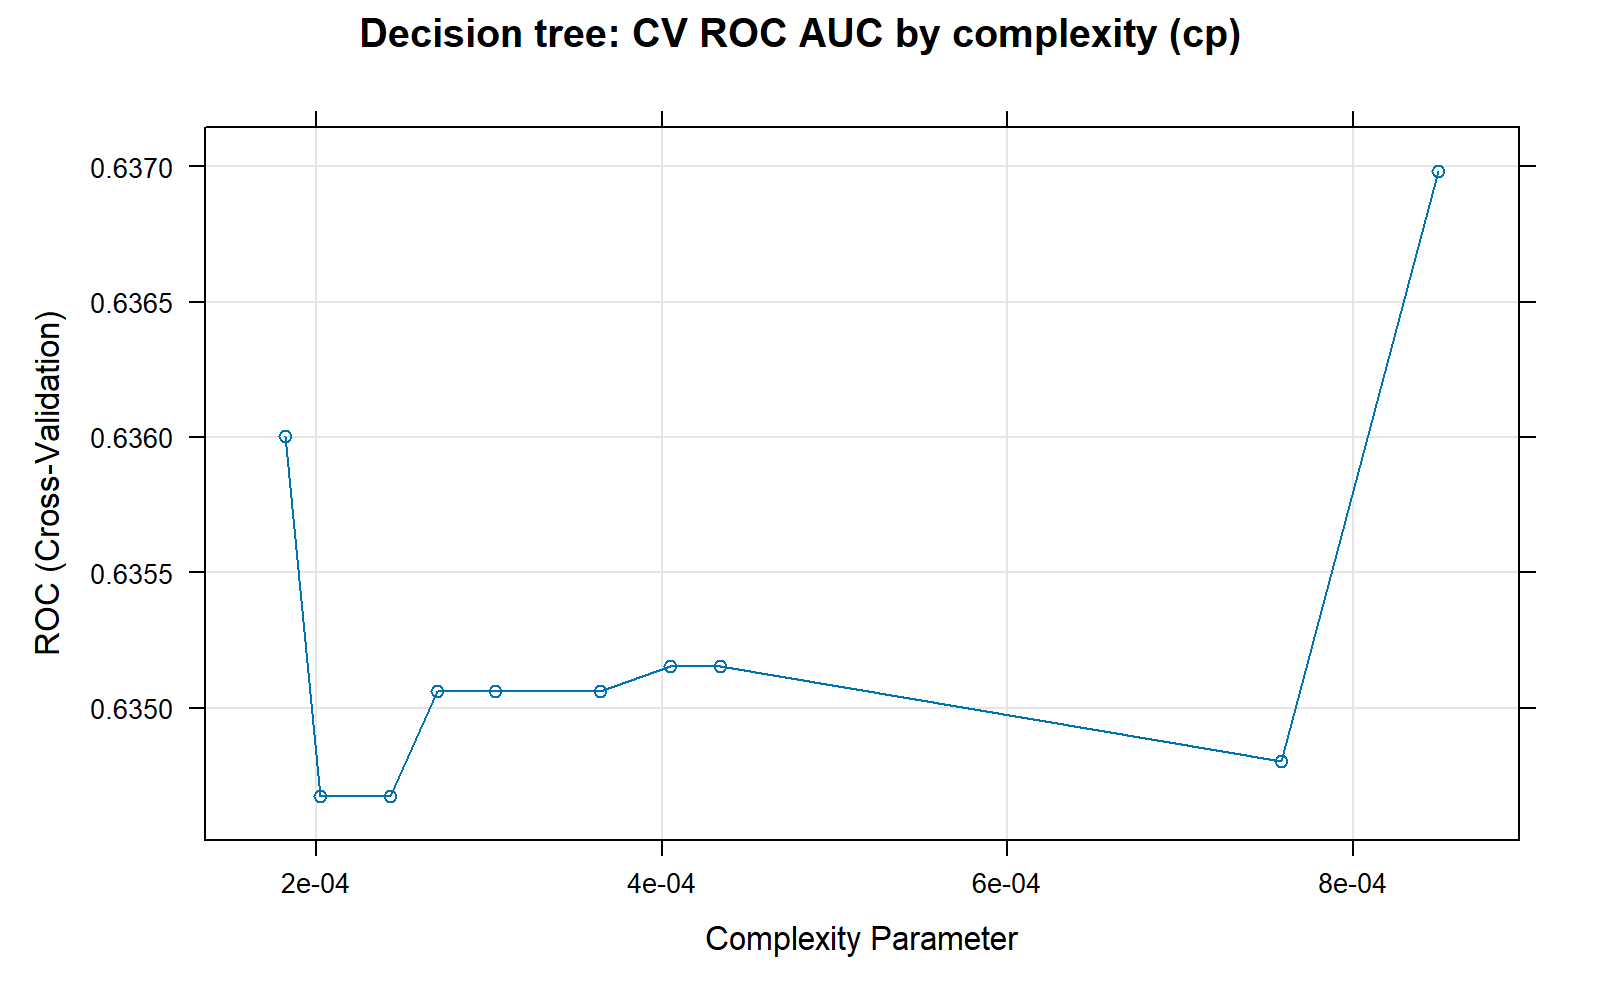 Decision tree: CV ROC AUC by complexity (cp)
ROC (Cross-Validation)
0.6370
0.6365
0.6360
0.6355
0.6350
2e-04 4e-04 6e-04 8e-04
Complexity Parameter